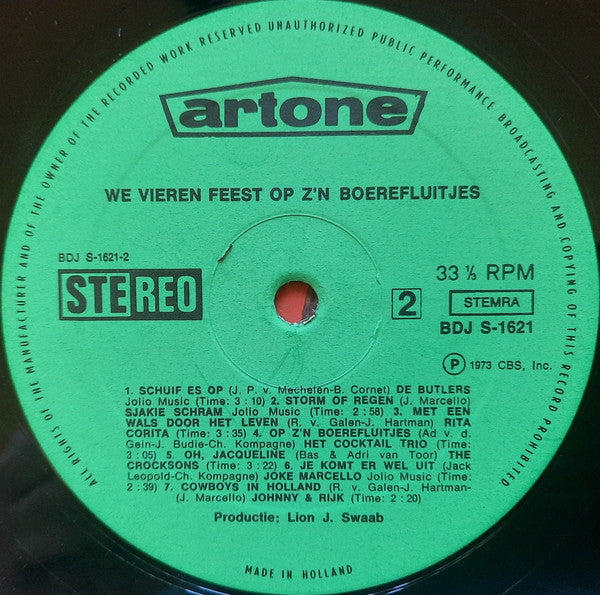 ALL RIGHTS OF THE MANUFACTURER AND OF THE OWNER OF THE RECORDED WORK RESERVED UNAUTHORIZED PUBLIC PERFORMANCE, BROADCASTING AND COPYING OF THIS RECORD PROHIBITED
artone
WE VIEREN FEEST OP Z'N BOEREFLUITJES
BDJ S-1621-2
STEREO
2
33 ⅓ RPM
STEMRA
BDJ S-1621
Ⓟ 1973 CBS, Inc.
1. SCHUIF ES OP (J. P. v. Mechelen-B. Cornet) DE BUTLERS
Jolio Music (Time: 3 : 10) 2. STORM OF REGEN (J. Marcello)
SJAKIE SCHRAM Jolio Music (Time: 2 : 58) 3. MET EEN
WALS DOOR HET LEVEN (R. v. Galen-J. Hartman) RITA
CORITA (Time: 3 : 35) 4. OP Z'N BOEREFLUITJES (Ad v. d.
Gein-J. Budie-Ch. Kompagne) HET COCKTAIL TRIO (Time:
3 : 05) 5. OH, JACQUELINE (Bas & Adri van Toor) THE
CROCKSONS (Time: 3 : 22) 6. JE KOMT ER WEL UIT (Jack
Leopold-Ch. Kompagne) JOKE MARCELLO Jolio Music (Time:
2 : 39) 7. COWBOYS IN HOLLAND (R. v. Galen-J. Hartman-
J. Marcello) JOHNNY & RIJK (Time: 2 : 20)
Productie: Lion J. Swaab
MADE IN HOLLAND